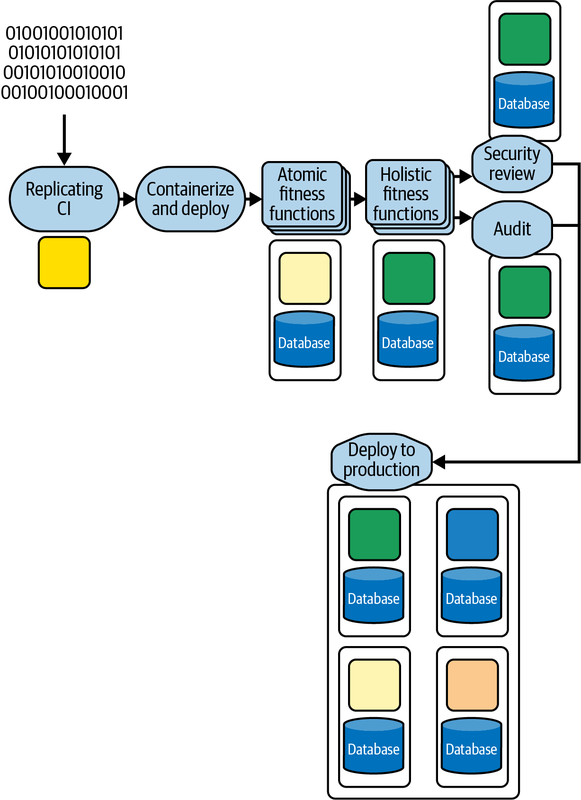 01001001010101
01010101010101
00101010010010
00100100010001
Replicating
CI
Containerize
and deploy
Atomic
fitness
functions
Holistic
fitness
functions
Database
Security
review
Audit
Database
Database
Database
Deploy to
production
Database
Database
Database
Database